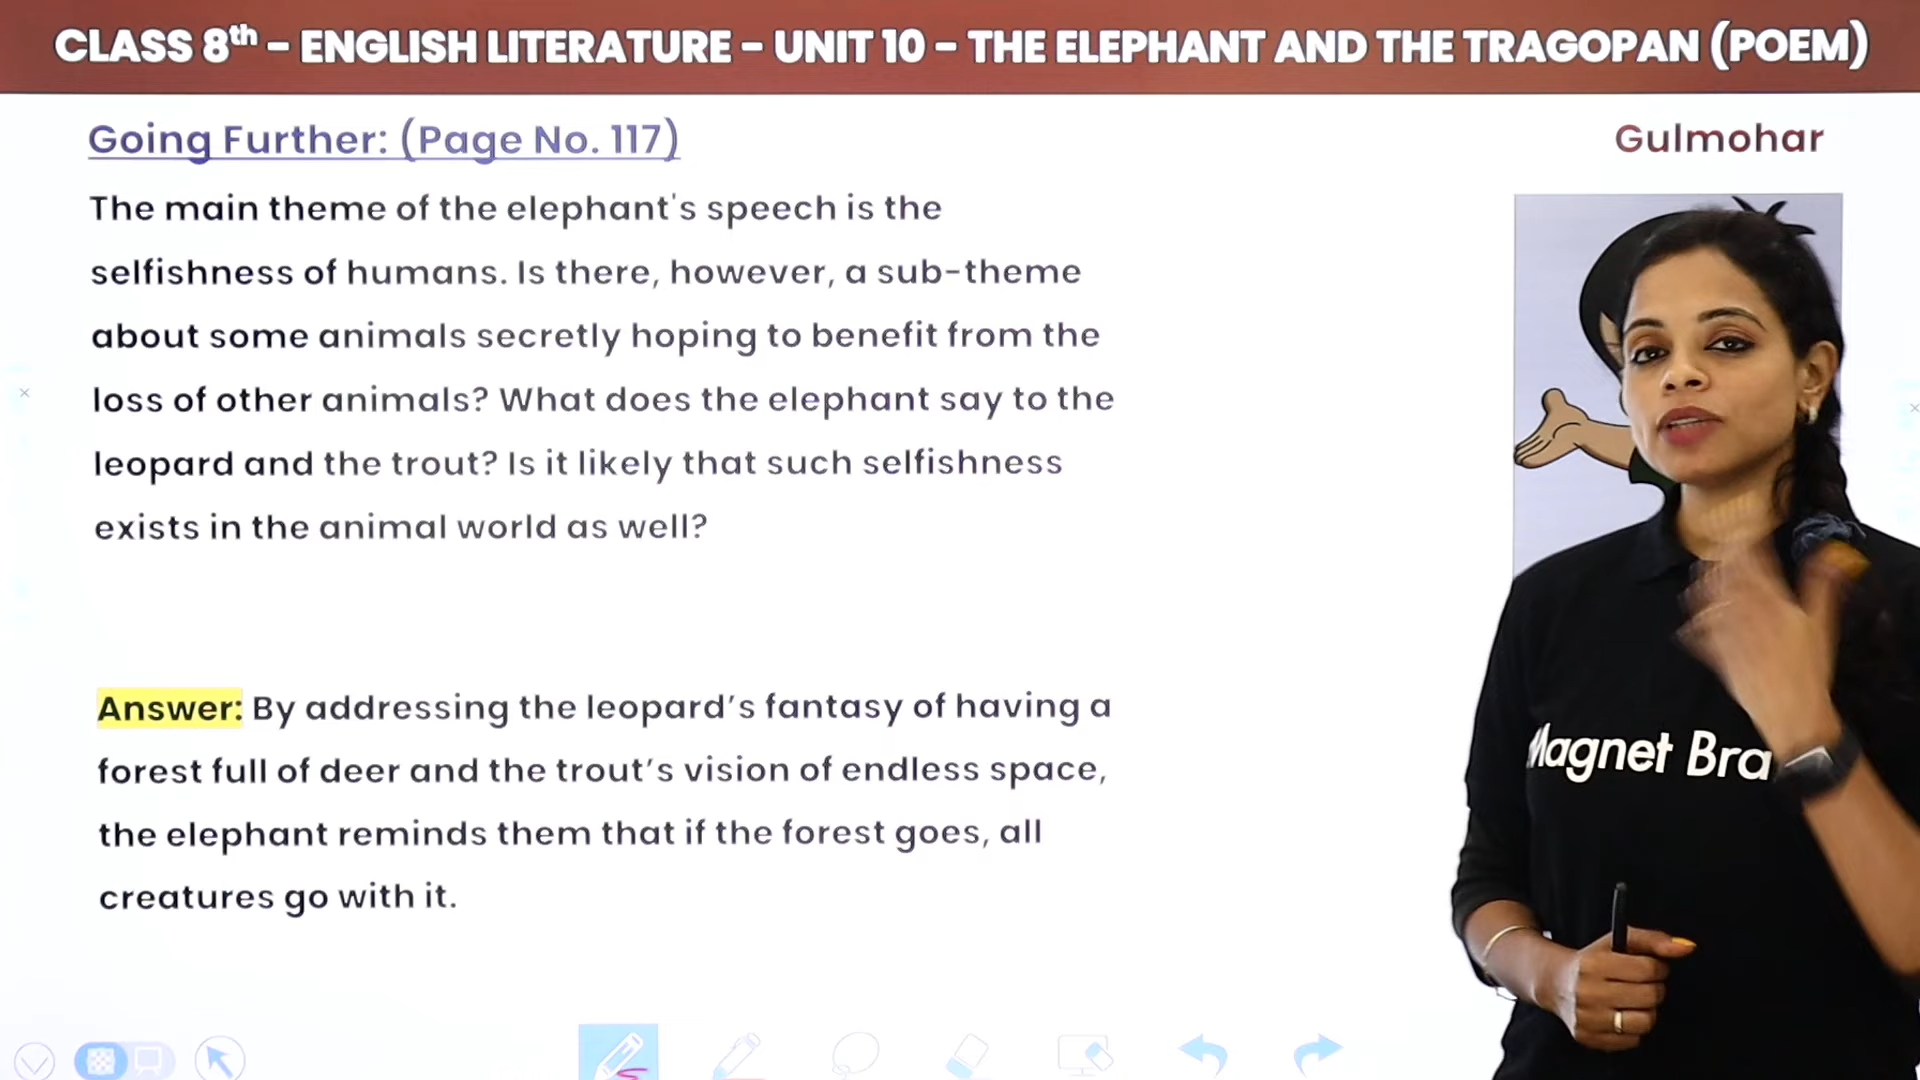 CLASS 8th - ENGLISH LITERATURE - UNIT 10 - THE ELEPHANT AND THE TRAGOPAN (POEM)
Going Further: (Page No. 117)
Gulmohar
The main theme of the elephant's speech is the
selfishness of humans. Is there, however, a sub-theme
about some animals secretly hoping to benefit from the
loss of other animals? What does the elephant say to the
leopard and the trout? Is it likely that such selfishness
exists in the animal world as well?
Answer: By addressing the leopard's fantasy of having a
forest full of deer and the trout's vision of endless space,
the elephant reminds them that if the forest goes, all
creatures go with it.
Magnet Bra